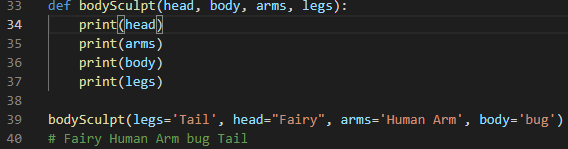 33 def bodySculpt(head, body, arms, legs):
34     print(head)
35     print(arms)
36     print(body)
37     print(legs)
38
39 bodySculpt(legs='Tail', head="Fairy", arms='Human Arm', body='bug')
40 # Fairy Human Arm bug Tail